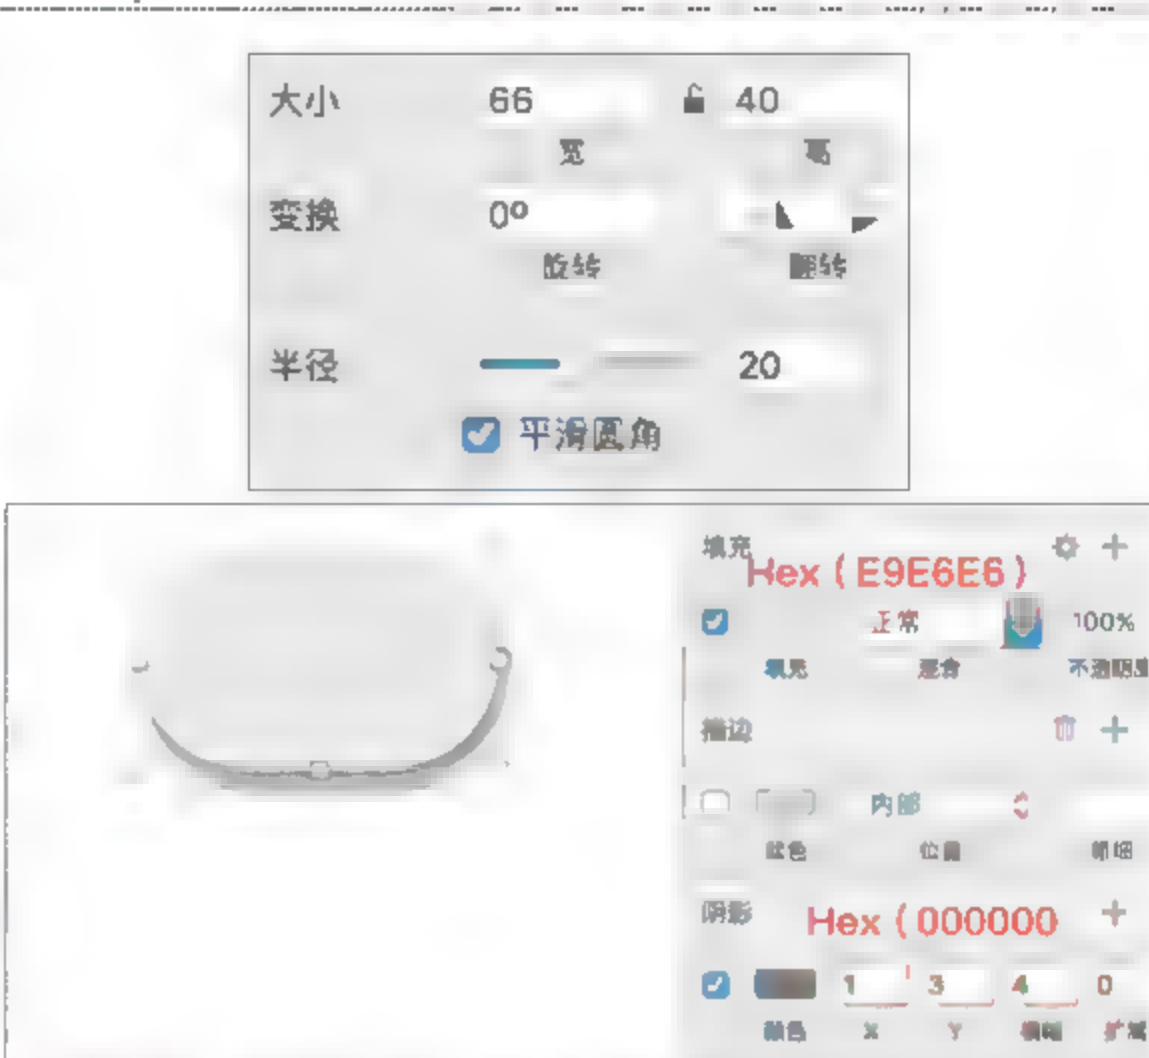 大小 66 40
宽 高
变换 0º
旋转 翻转
半径 20
平滑圆角
填充
Hex ( E9E6E6 )
正常 100%
填充 混合 不透明度
描边
内部
颜色 位置 粗细
阴影
Hex ( 000000
1 3 4 0
颜色 X Y 模糊 扩展